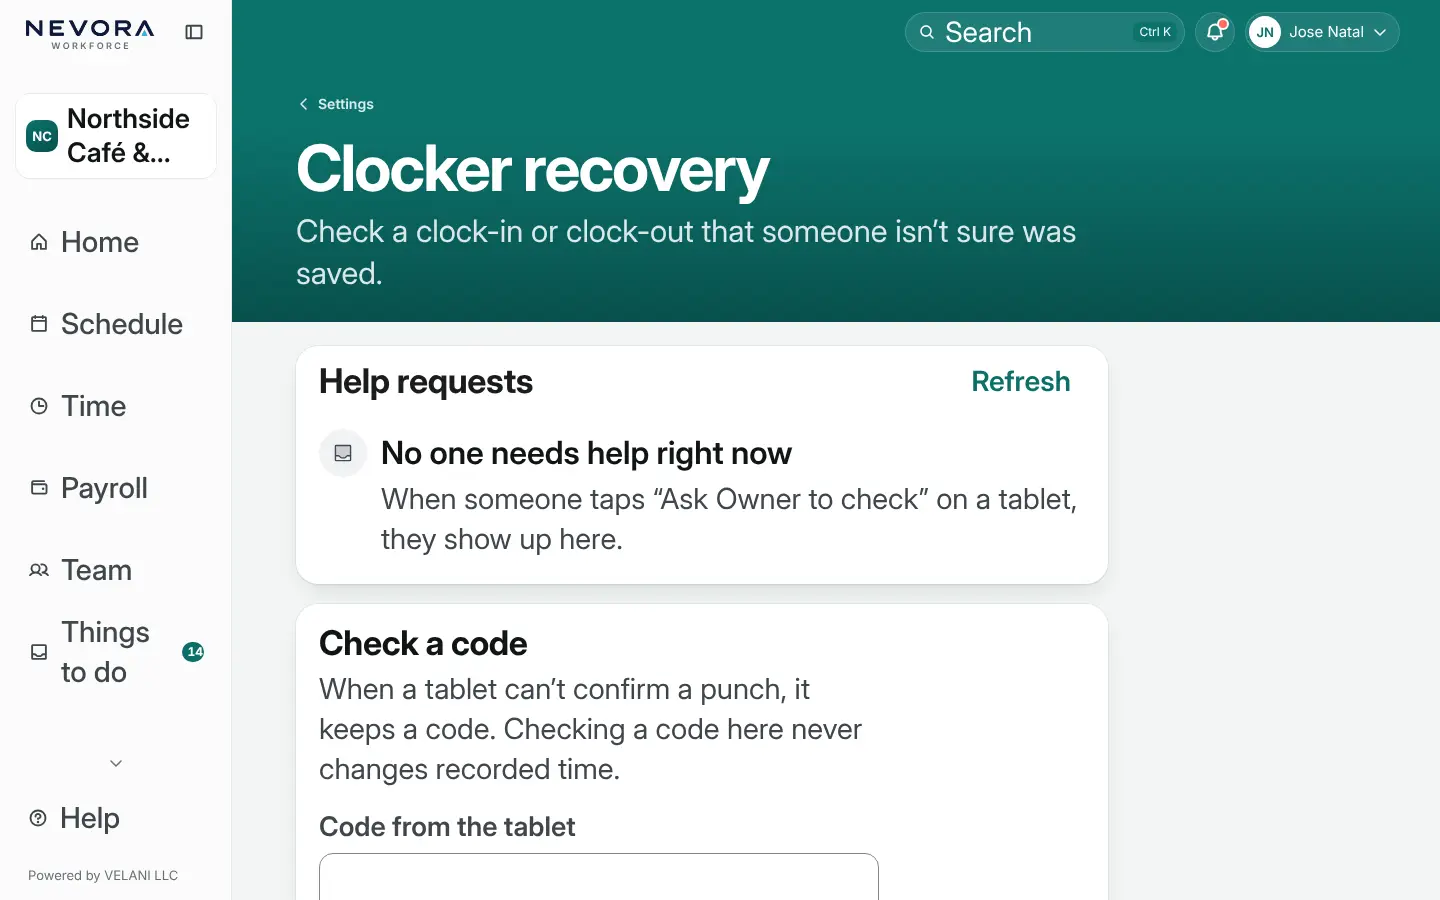 NEVORA
WORKFORCE
Search
Ctrl K
JN
Jose Natal
NC
Northside
Café &...
Home
Schedule
Time
Payroll
Team
Things
to do
14
Help
Powered by VELANI LLC
Settings
Clocker recovery
Check a clock-in or clock-out that someone isn’t sure was
saved.
Help requests
Refresh
No one needs help right now
When someone taps “Ask Owner to check” on a tablet,
they show up here.
Check a code
When a tablet can’t confirm a punch, it
keeps a code. Checking a code here never
changes recorded time.
Code from the tablet